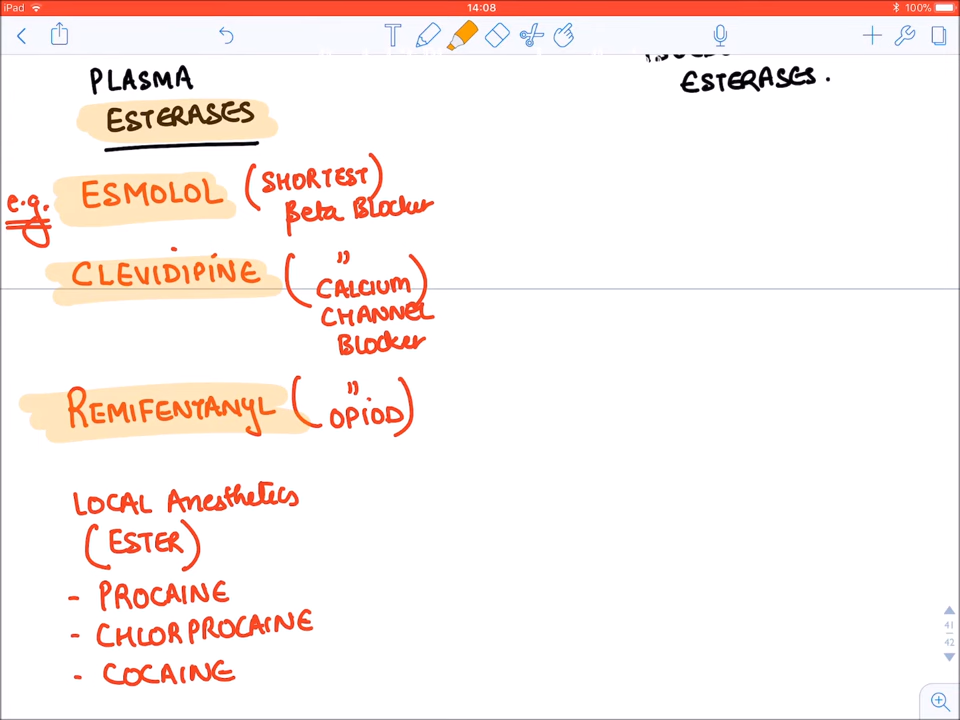 iPad
14:08
100%
PLASMA
ESTERASES
ESTERASES.
e.g.
ESMOLOL (SHORTEST)
Beta Blocker
CLEVIDIPINE ( "
CALCIUM )
CHANNEL
Blocker
REMIFENTANYL ( "
OPIOD )
LOCAL Anesthetics
(ESTER)
- PROCAINE
- CHLORPROCAINE
- COCAINE
41
42